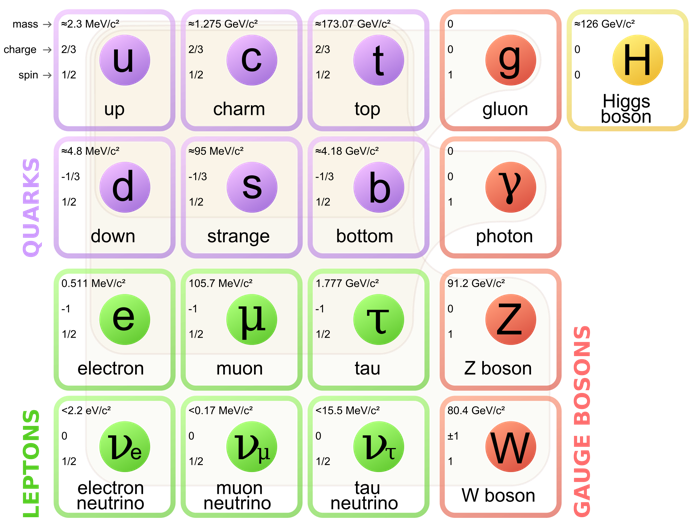 mass → ≈2.3 MeV/c² ≈1.275 GeV/c² ≈173.07 GeV/c² 0 ≈126 GeV/c²
charge → 2/3 2/3 2/3 0 0
spin → 1/2 1/2 1/2 1 0
u c t g H
up charm top gluon Higgs
boson
QUARKS
≈4.8 MeV/c² ≈95 MeV/c² ≈4.18 GeV/c² 0
-1/3 -1/3 -1/3 0
1/2 1/2 1/2 1
d s b γ
down strange bottom photon
0.511 MeV/c² 105.7 MeV/c² 1.777 GeV/c² 91.2 GeV/c²
-1 -1 -1 0
1/2 1/2 1/2 1
e μ τ Z
electron muon tau Z boson
LEPTONS
<2.2 eV/c² <0.17 MeV/c² <15.5 MeV/c² 80.4 GeV/c²
0 0 0 ±1
1/2 1/2 1/2 1
νe νμ ντ W
electron muon tau W boson
neutrino neutrino neutrino
GAUGE BOSONS